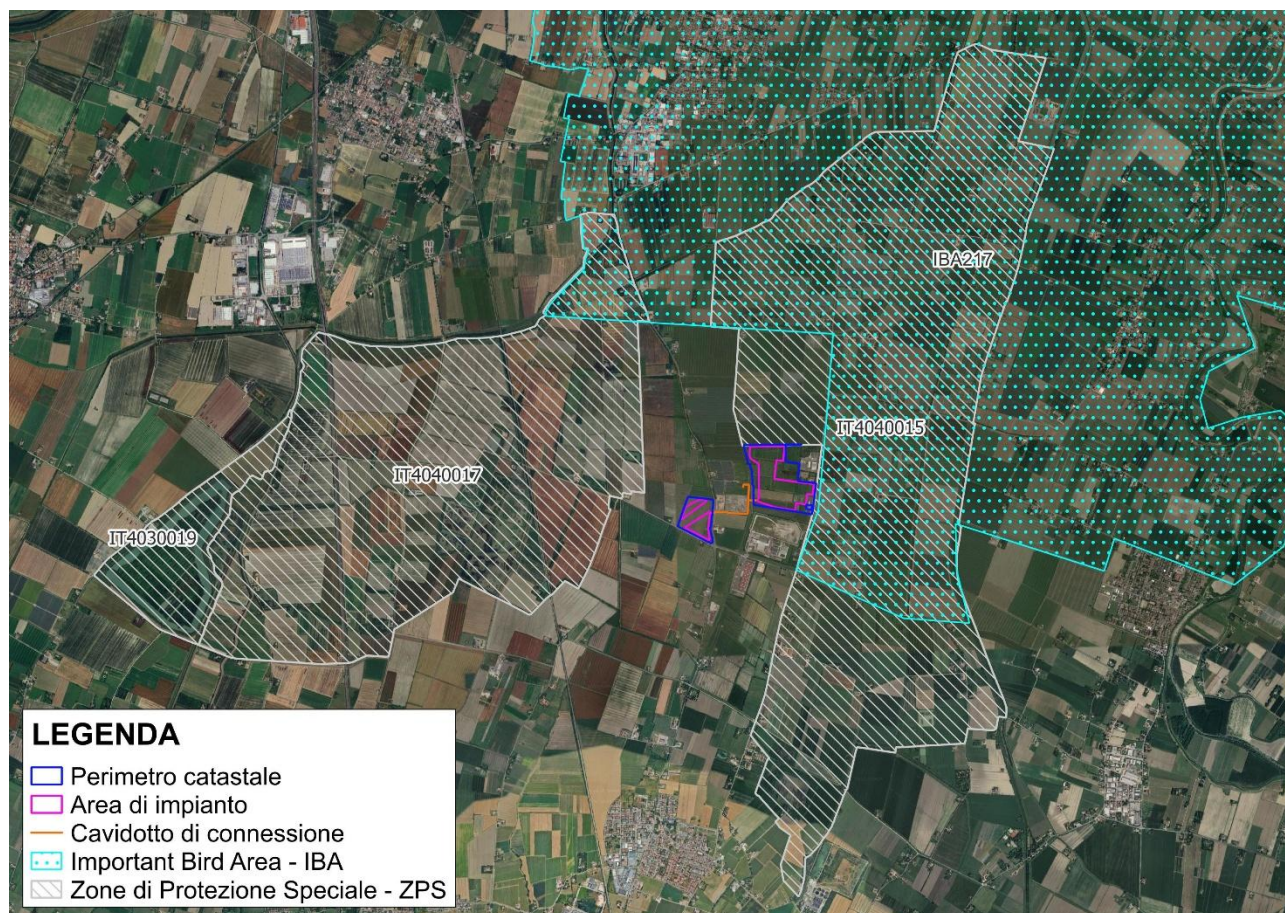 IBA217
IT4040015
IT4040017
IT4030019
LEGENDA
Perimetro catastale
Area di impianto
Cavidotto di connessione
Important Bird Area - IBA
Zone di Protezione Speciale - ZPS